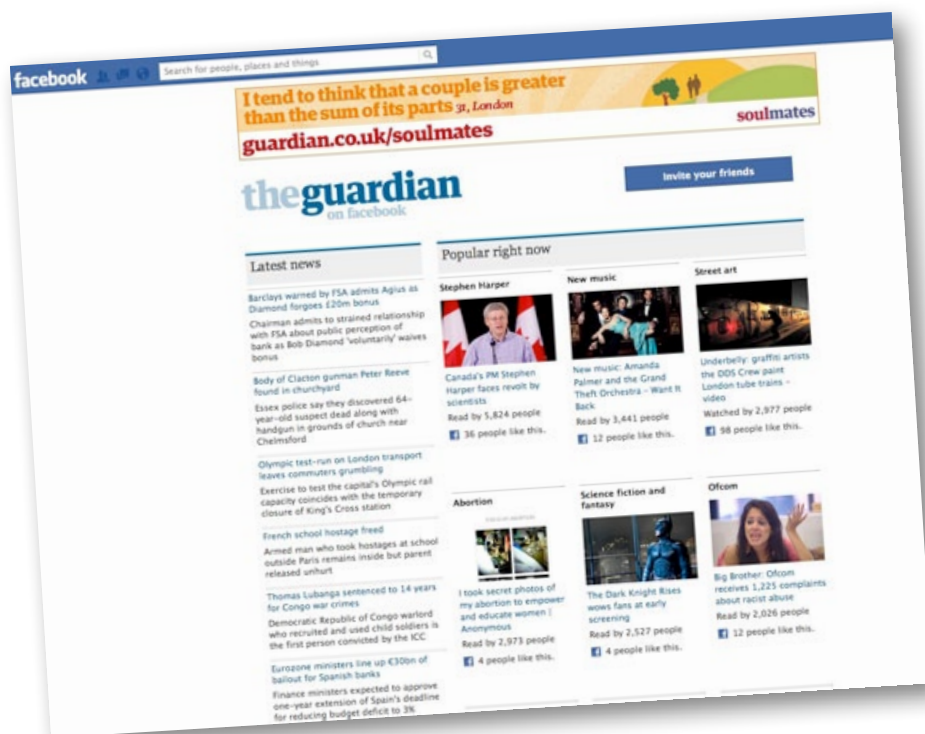 facebook
Search for people, places and things
I tend to think that a couple is greater
than the sum of its parts 31, London
guardian.co.uk/soulmates
soulmates
theguardian
on facebook
Invite your friends
Latest news
Barclays warned by FSA admits Agius as
Diamond forgoes £20m bonus
Chairman admits to strained relationship
with FSA about public perception of
bank as Bob Diamond 'voluntarily' waives
bonus
Body of Clacton gunman Peter Reeve
found in churchyard
Essex police say they discovered 64-
year-old suspect dead along with
handgun in grounds of church near
Chelmsford
Olympic test-run on London transport
leaves commuters grumbling
Exercise to test the capital's Olympic rail
capacity coincides with the temporary
closure of King's Cross station
French school hostage freed
Armed man who took hostages at school
outside Paris remains inside but parent
released unhurt
Thomas Lubanga sentenced to 14 years
for Congo war crimes
Democratic Republic of Congo warlord
who recruited and used child soldiers is
the first person convicted by the ICC
Eurozone ministers line up €30bn of
bailout for Spanish banks
Finance ministers expected to approve
one-year extension of Spain's deadline
for reducing budget deficit to 3%
Popular right now
Stephen Harper
Canada's PM Stephen
Harper faces revolt by
scientists
Read by 5,824 people
36 people like this.
New music
New music: Amanda
Palmer and the Grand
Theft Orchestra – Want It
Back
Read by 3,441 people
12 people like this.
Street art
Underbelly: graffiti artists
the DDS Crew paint
London tube trains –
video
Watched by 2,977 people
98 people like this.
Abortion
I took secret photos of
my abortion to empower
and educate women |
Anonymous
Read by 2,973 people
4 people like this.
Science fiction and
fantasy
The Dark Knight Rises
wows fans at early
screening
Read by 2,527 people
4 people like this.
Ofcom
Big Brother: Ofcom
receives 1,225 complaints
about racist abuse
Read by 2,026 people
12 people like this.